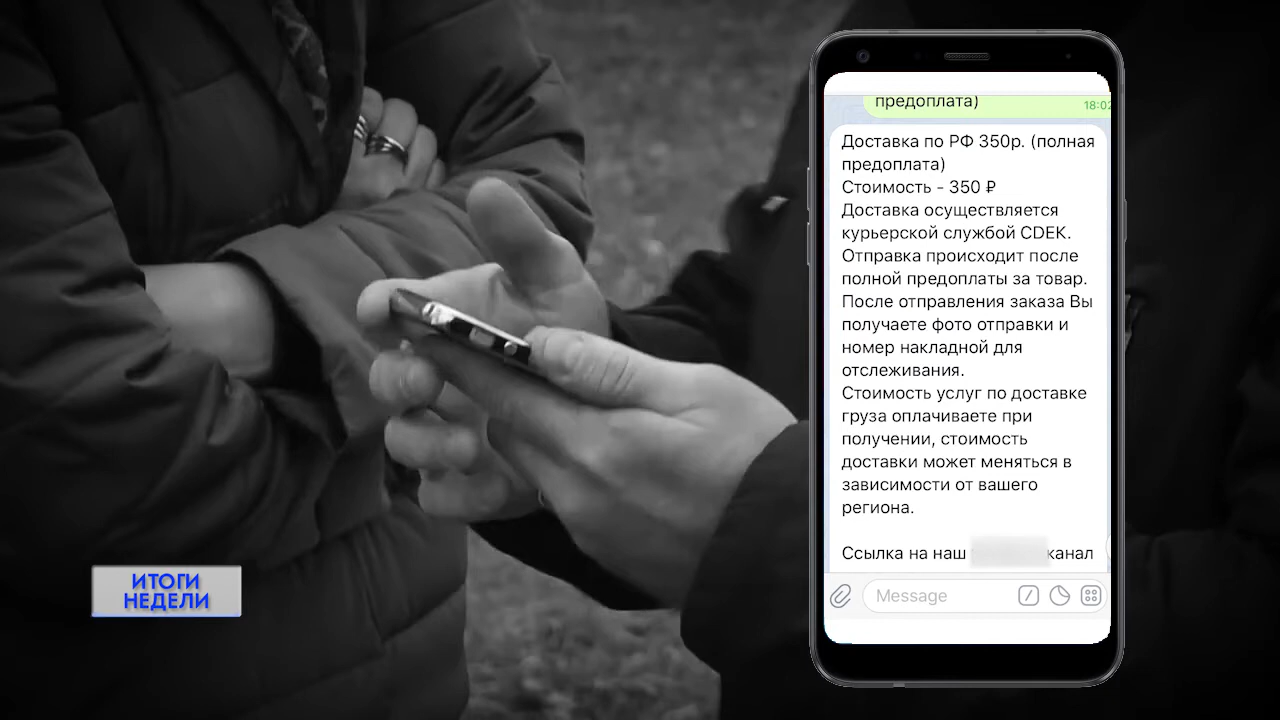 предоплата)
18:02
Доставка по РФ 350р. (полная
предоплата)
Стоимость - 350 ₽
Доставка осуществляется
курьерской службой CDEK.
Отправка происходит после
полной предоплаты за товар.
После отправления заказа Вы
получаете фото отправки и
номер накладной для
отслеживания.
Стоимость услуг по доставке
груза оплачиваете при
получении, стоимость
доставки может меняться в
зависимости от вашего
региона.
Ссылка на наш канал
Message
ИТОГИ
НЕДЕЛИ